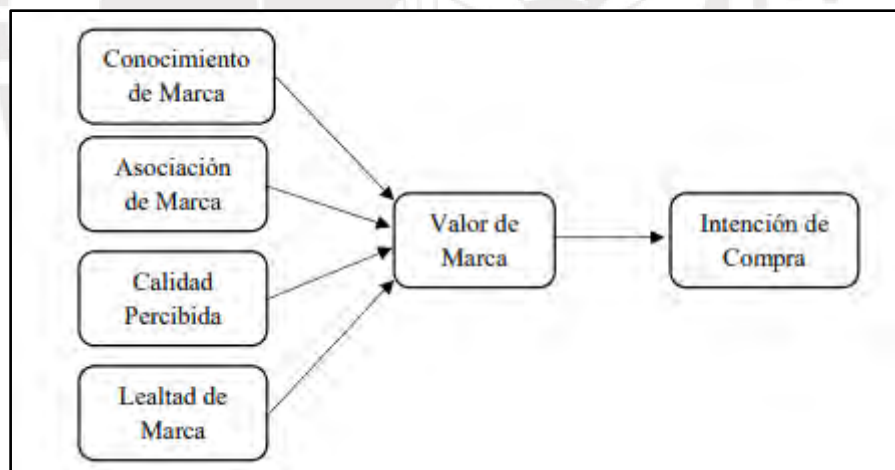 Conocimiento
de Marca
Asociación
de Marca
Calidad
Percibida
Lealtad de
Marca
Valor de
Marca
Intención de
Compra